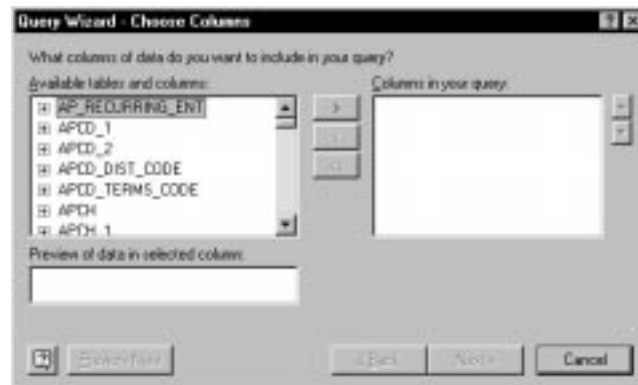 Query Wizard - Choose Columns
What columns of data do you want to include in your query?
Available tables and columns:
Columns in your query:
AP_RECURRING_ENT
APCD_1
APCD_2
APCD_DIST_CODE
APCD_TERMS_CODE
APCH
APCH_1
>
Preview of data in selected column:
Preview Now
< Back
Next >
Cancel